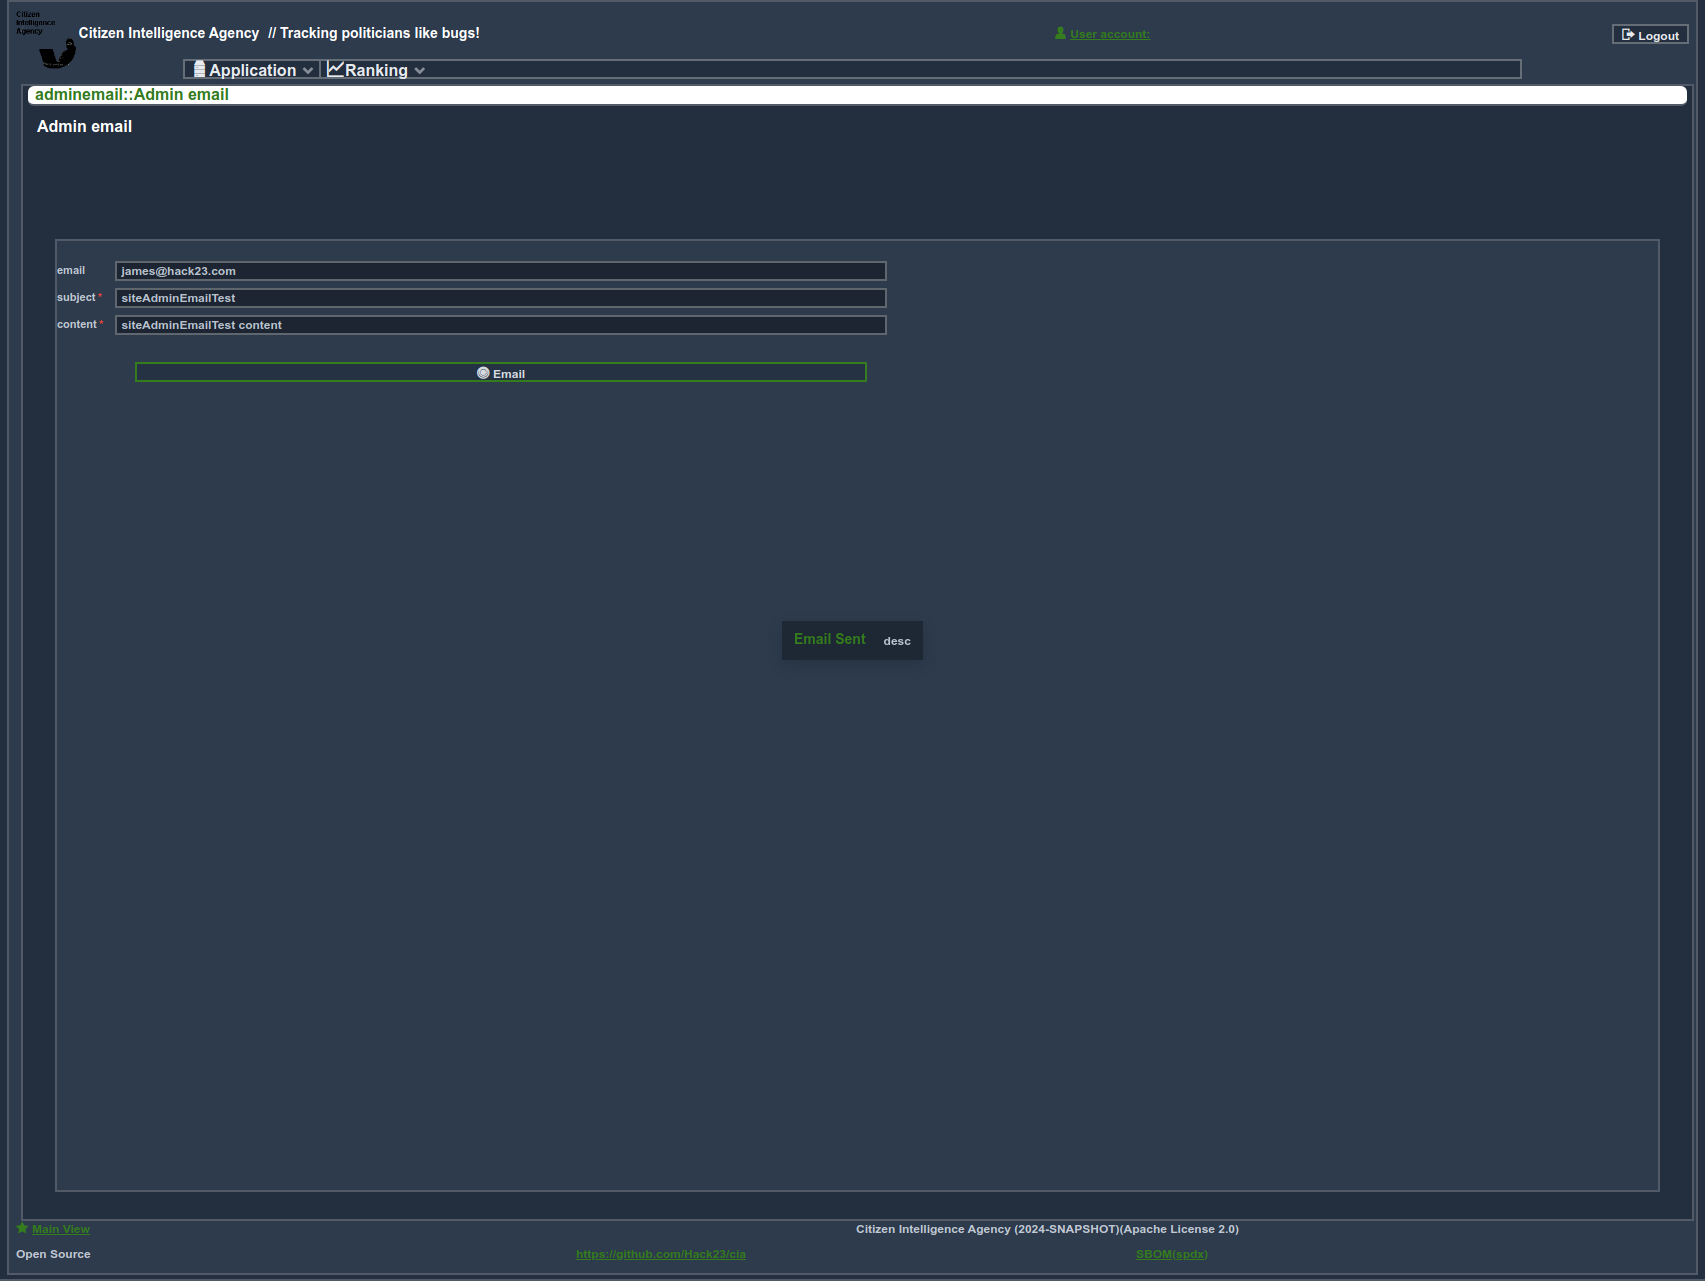 Citizen
Intelligence
Agency
Citizen Intelligence Agency // Tracking politicians like bugs!
User account:
Logout
Application
Ranking
adminemail::Admin email
Admin email
email
james@hack23.com
subject *
siteAdminEmailTest
content *
siteAdminEmailTest content
Email
Email Sent desc
Main View
Citizen Intelligence Agency (2024-SNAPSHOT)(Apache License 2.0)
Open Source
https://github.com/Hack23/cia
SBOM(spdx)